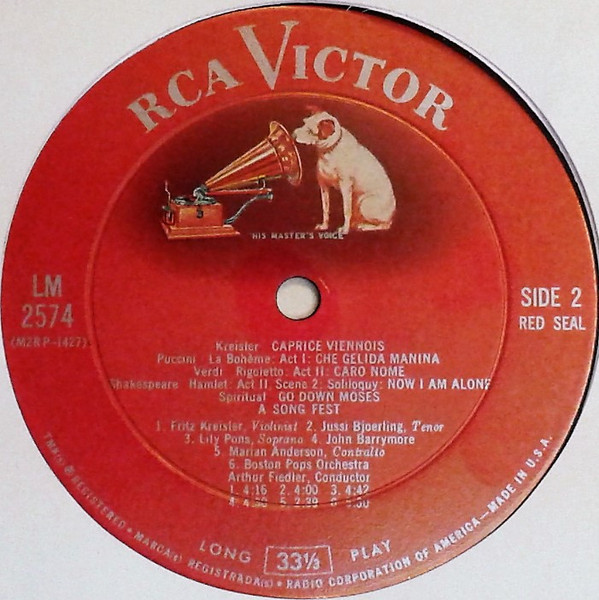 RCA VICTOR
HIS MASTER'S VOICE
LM
2574
(M2RP-1427)
SIDE 2
RED SEAL
Kreisler CAPRICE VIENNOIS
Puccini La Bohème: Act I: CHE GELIDA MANINA
Verdi Rigoletto: Act II: CARO NOME
Shakespeare Hamlet: Act II, Scene 2. Soliloquy: NOW I AM ALONE
Spiritual GO DOWN MOSES
A SONG FEST
1. Fritz Kreisler, Violinist 2. Jussi Bjoerling, Tenor
3. Lily Pons, Soprano 4. John Barrymore
5. Marian Anderson, Contralto
6. Boston Pops Orchestra
Arthur Fiedler, Conductor
1. 4:16 2. 4:00 3. 4:42
LONG 33⅓ PLAY
TMK(s) ® REGISTERED • MARCA(s) REGISTRADA(s) • RADIO CORPORATION OF AMERICA—MADE IN U.S.A.